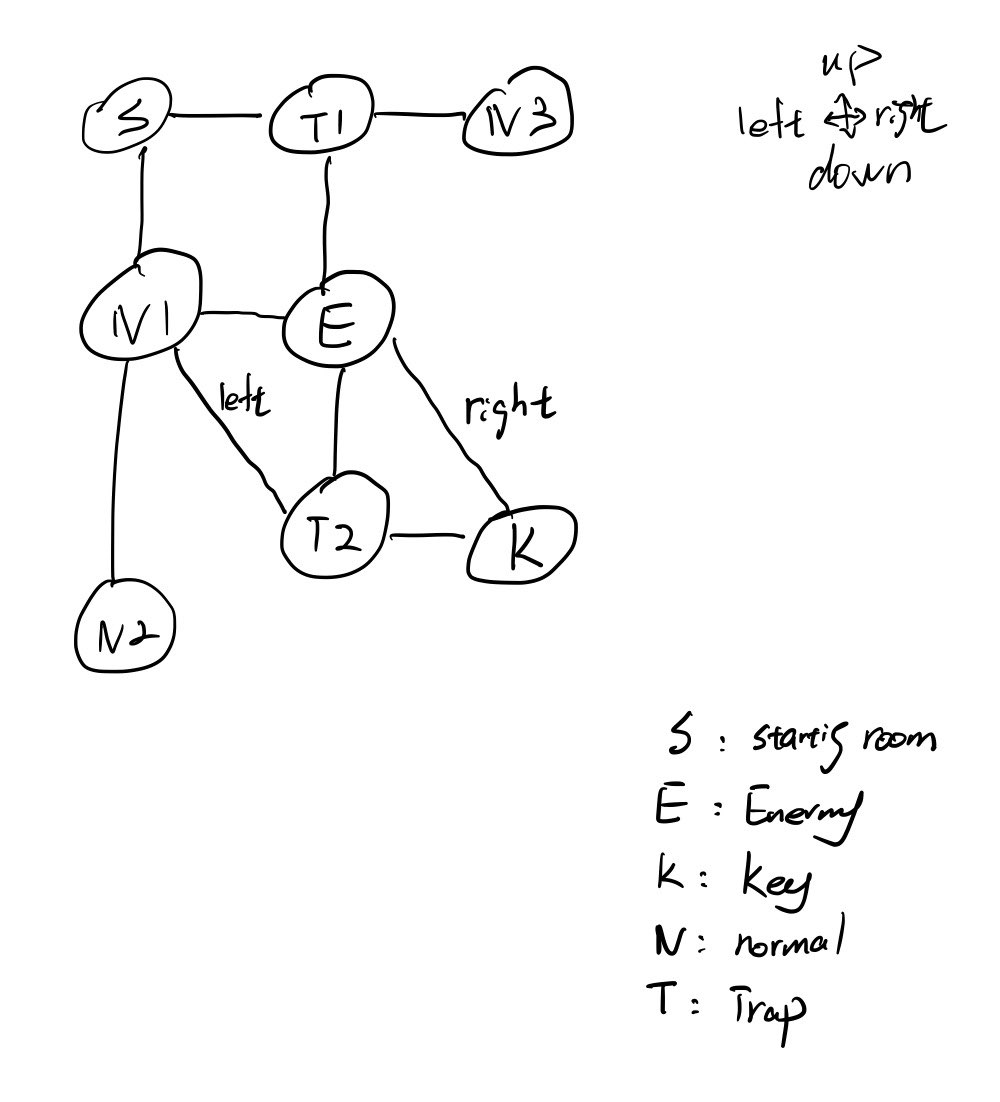 S T1 N3
up
left right
down
N1 E
left right
T2 K
N2
S : startig room
E : Enermy
K : key
N : normal
T : Trap